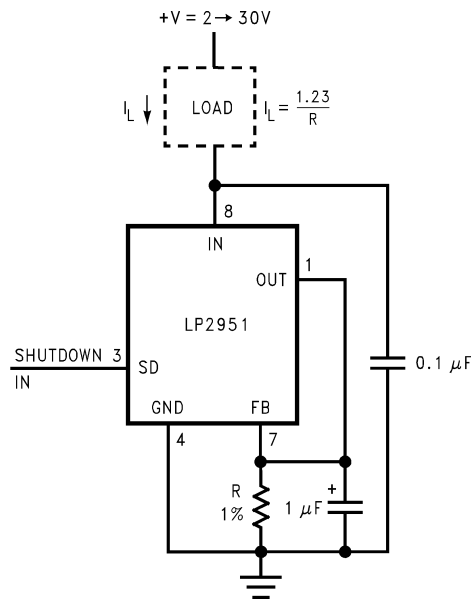 +V = 2 → 30V
I_L
LOAD
I_L = 1.23 / R
8
IN
OUT
1
LP2951
SHUTDOWN 3
IN
SD
0.1 μF
GND
FB
4
7
R
1%
+
1 μF